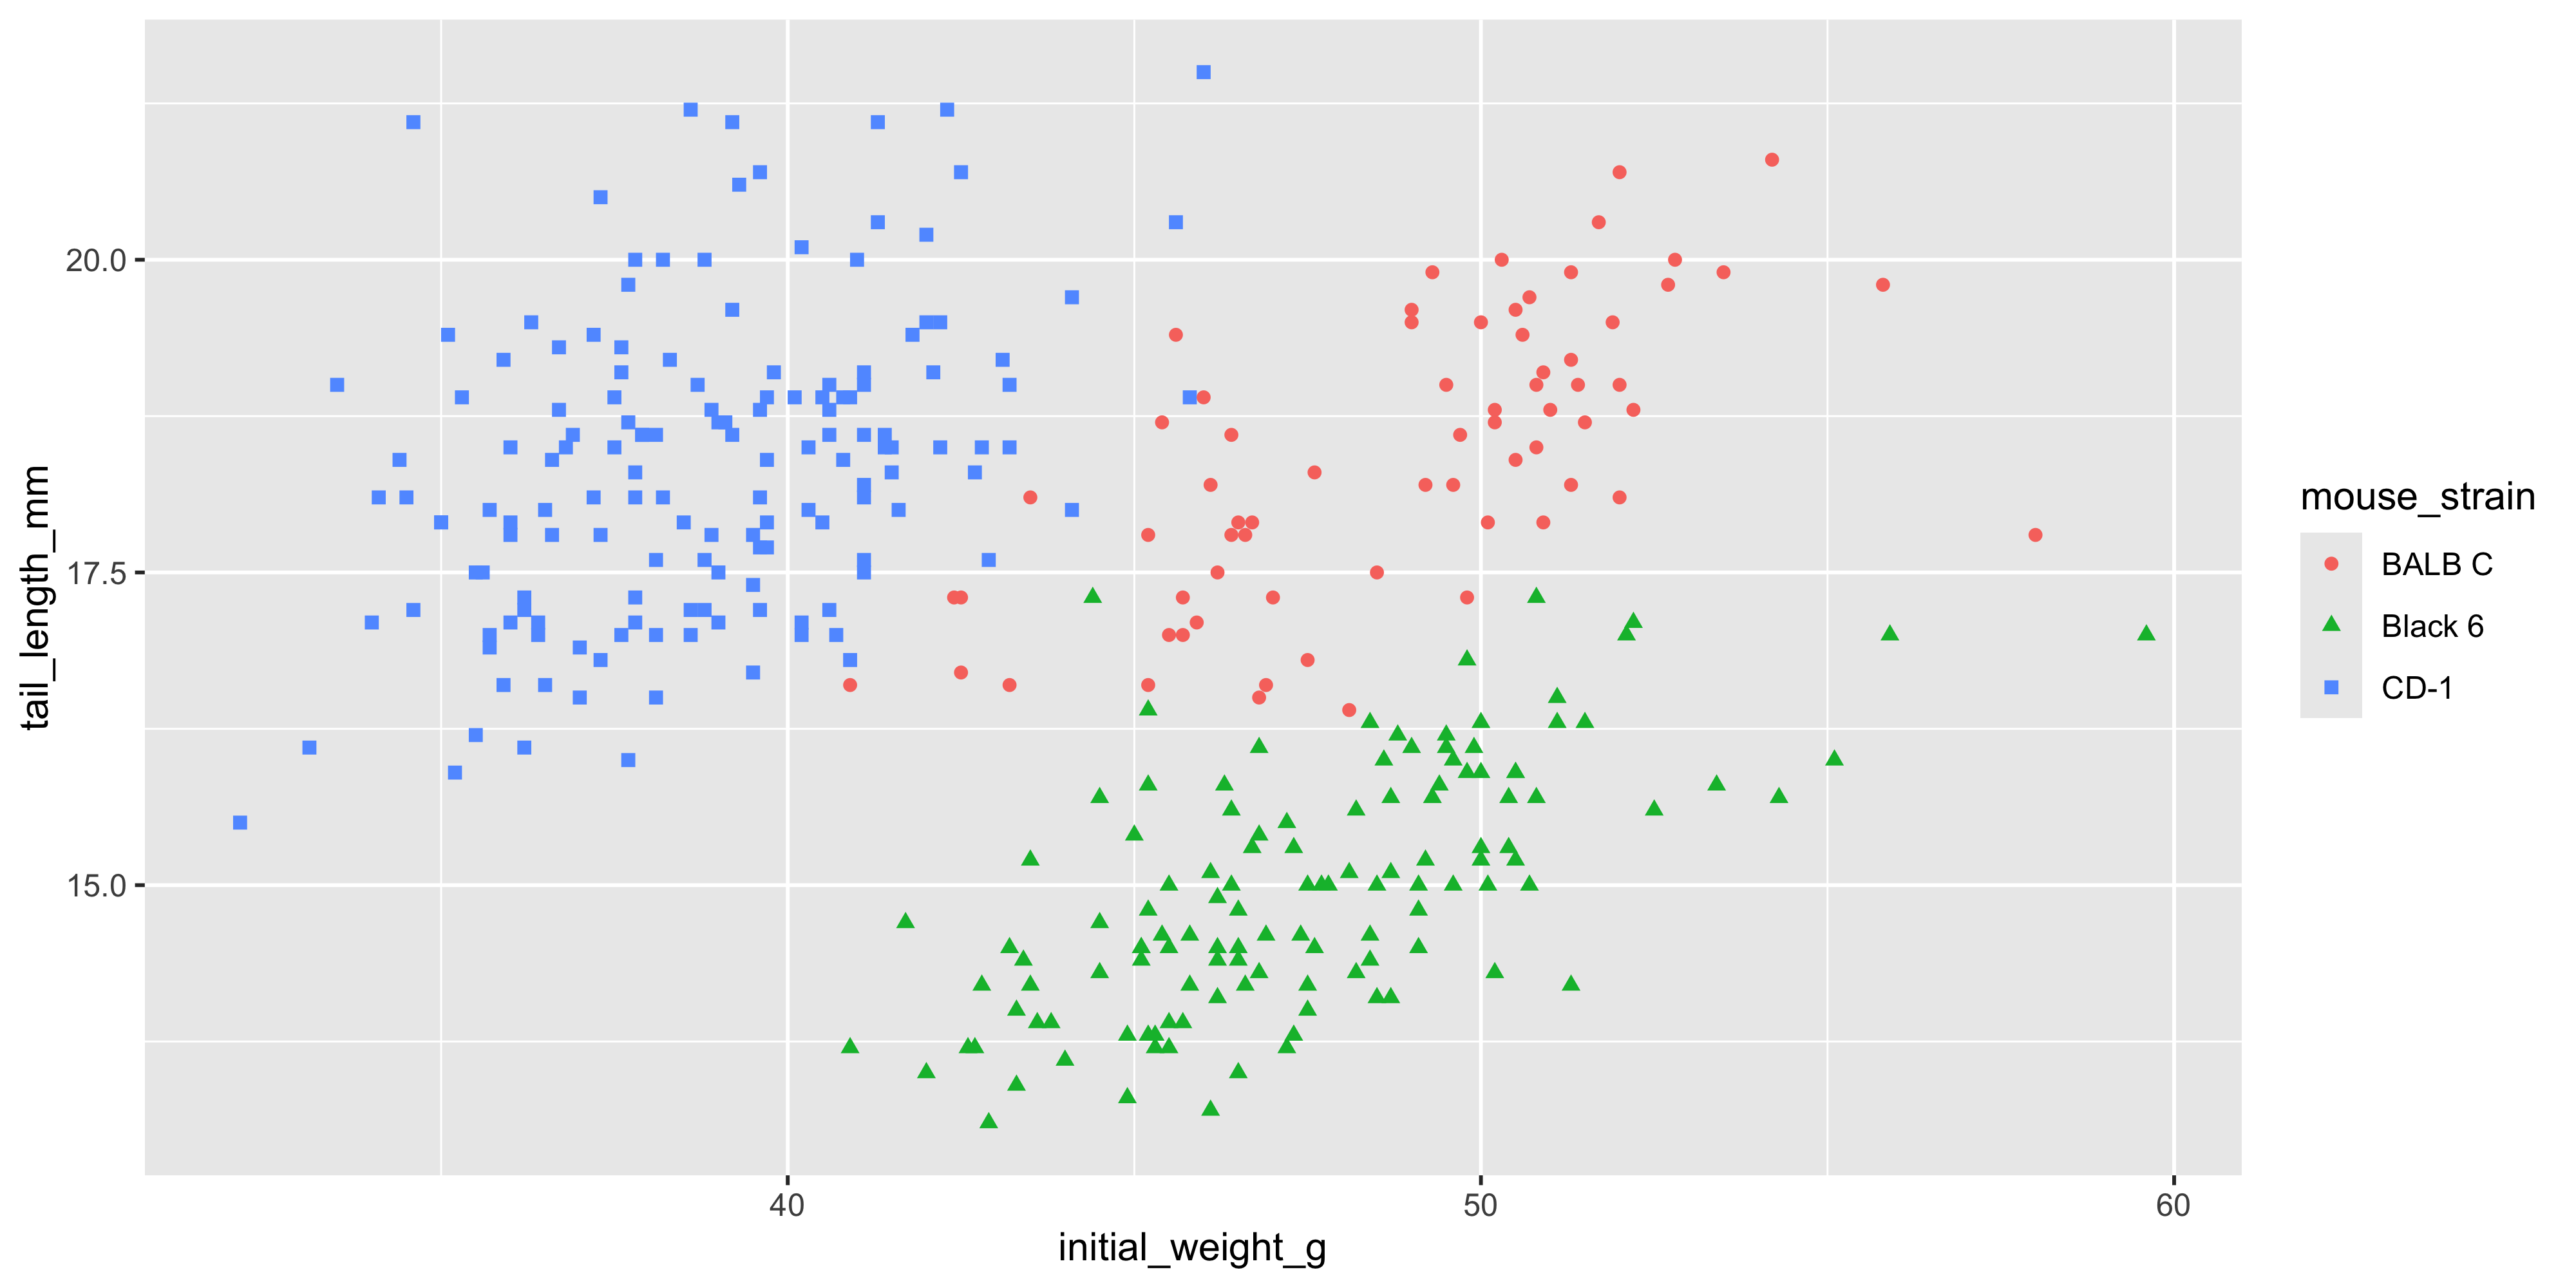 20.0
17.5
15.0
tail_length_mm
40
50
60
initial_weight_g
mouse_strain
BALB C
Black 6
CD-1